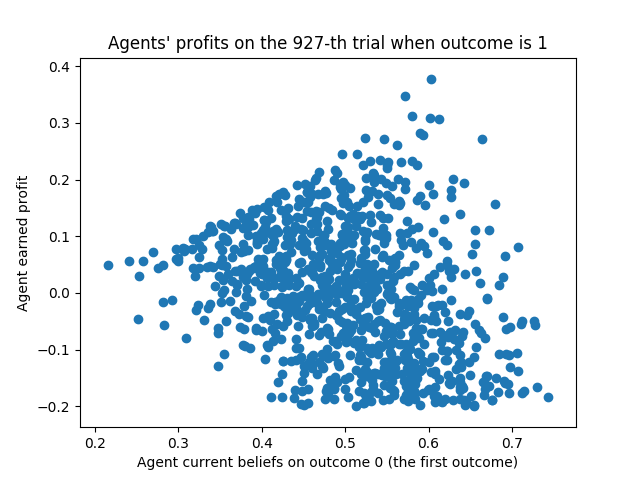 Agents' profits on the 927-th trial when outcome is 1
0.4
0.3
0.2
0.1
0.0
−0.1
−0.2
Agent earned profit
0.2 0.3 0.4 0.5 0.6 0.7
Agent current beliefs on outcome 0 (the first outcome)